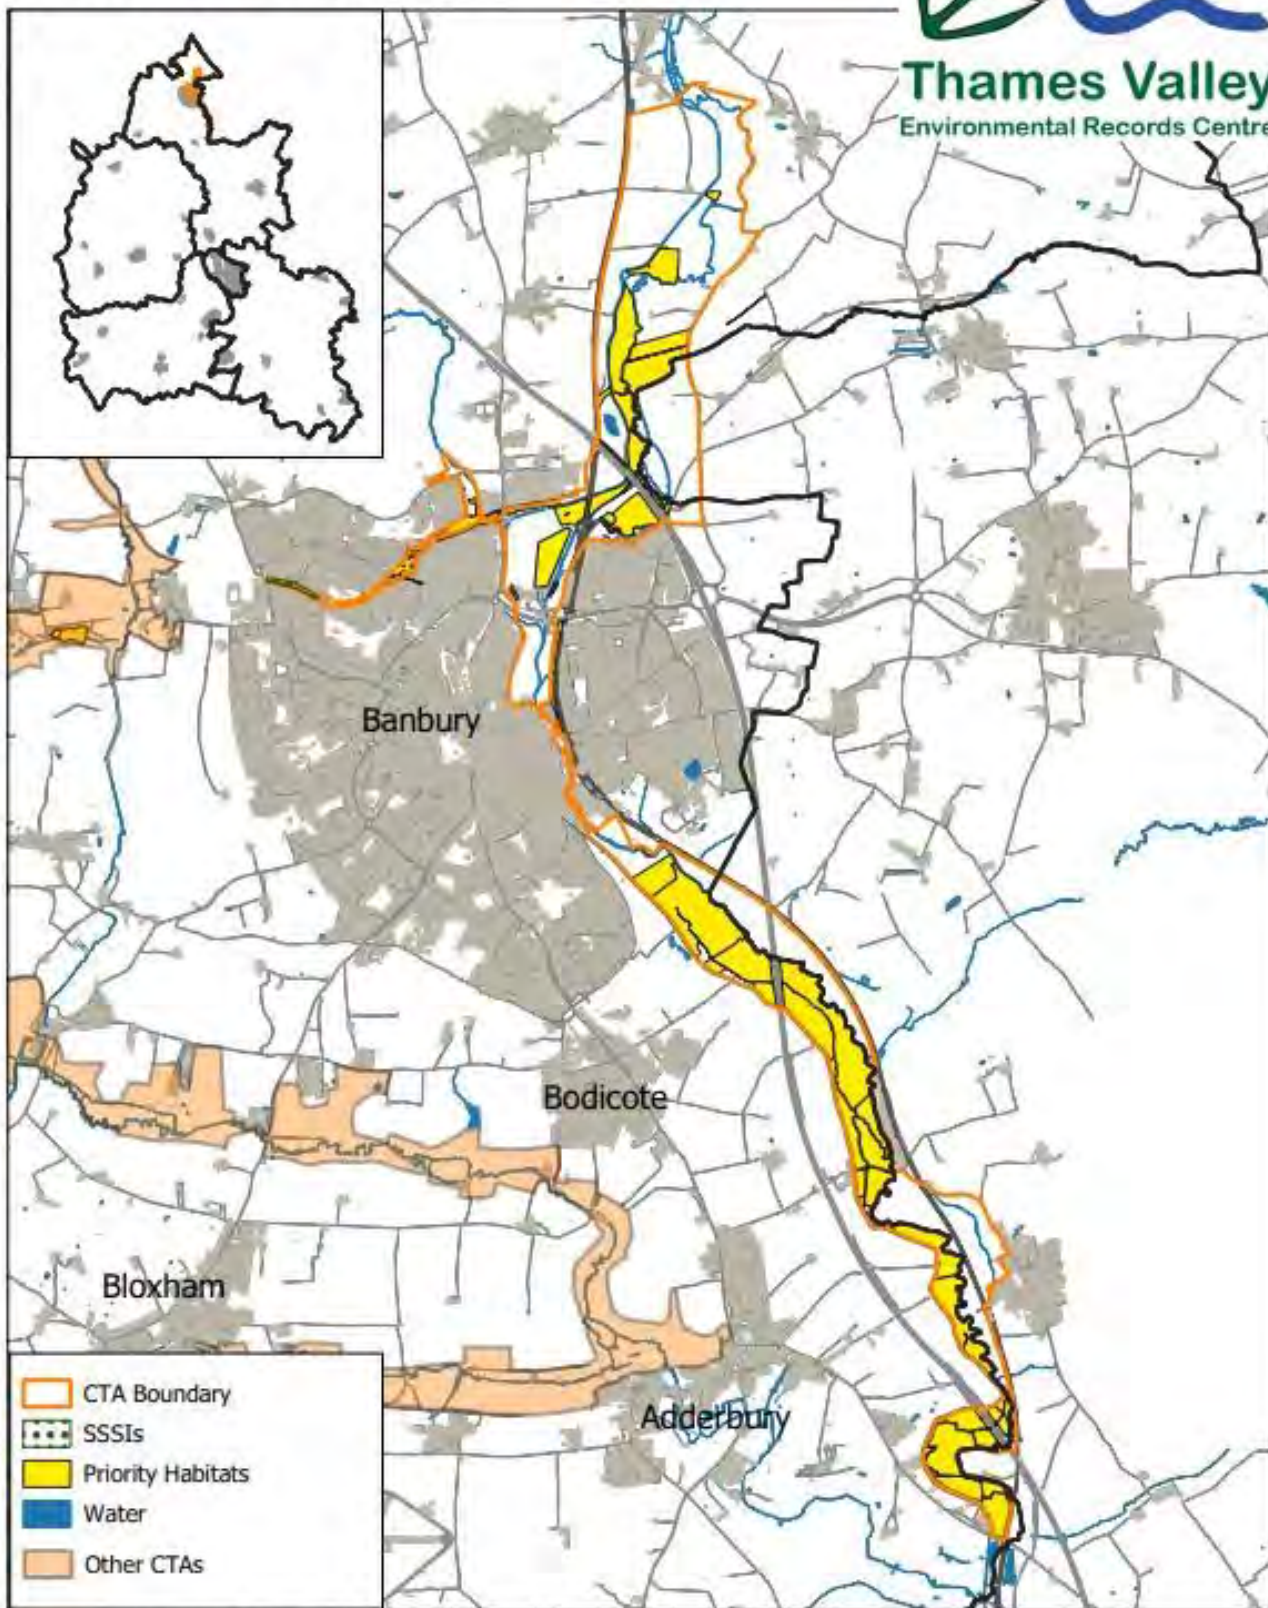 Thames Valley
Environmental Records Centre
Banbury
Bodicote
Bloxham
Adderbury
CTA Boundary
SSSIs
Priority Habitats
Water
Other CTAs